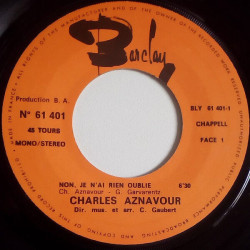 Barclay
Production B. A.
N° 61 401
45 TOURS
MONO/STEREO
BLY 61 401-1
CHAPPELL
FACE 1
NON, JE N'AI RIEN OUBLIE 6'30
Ch. Aznavour - G. Garvarentz
CHARLES AZNAVOUR
Dir. mus. et arr. C. Gaubert